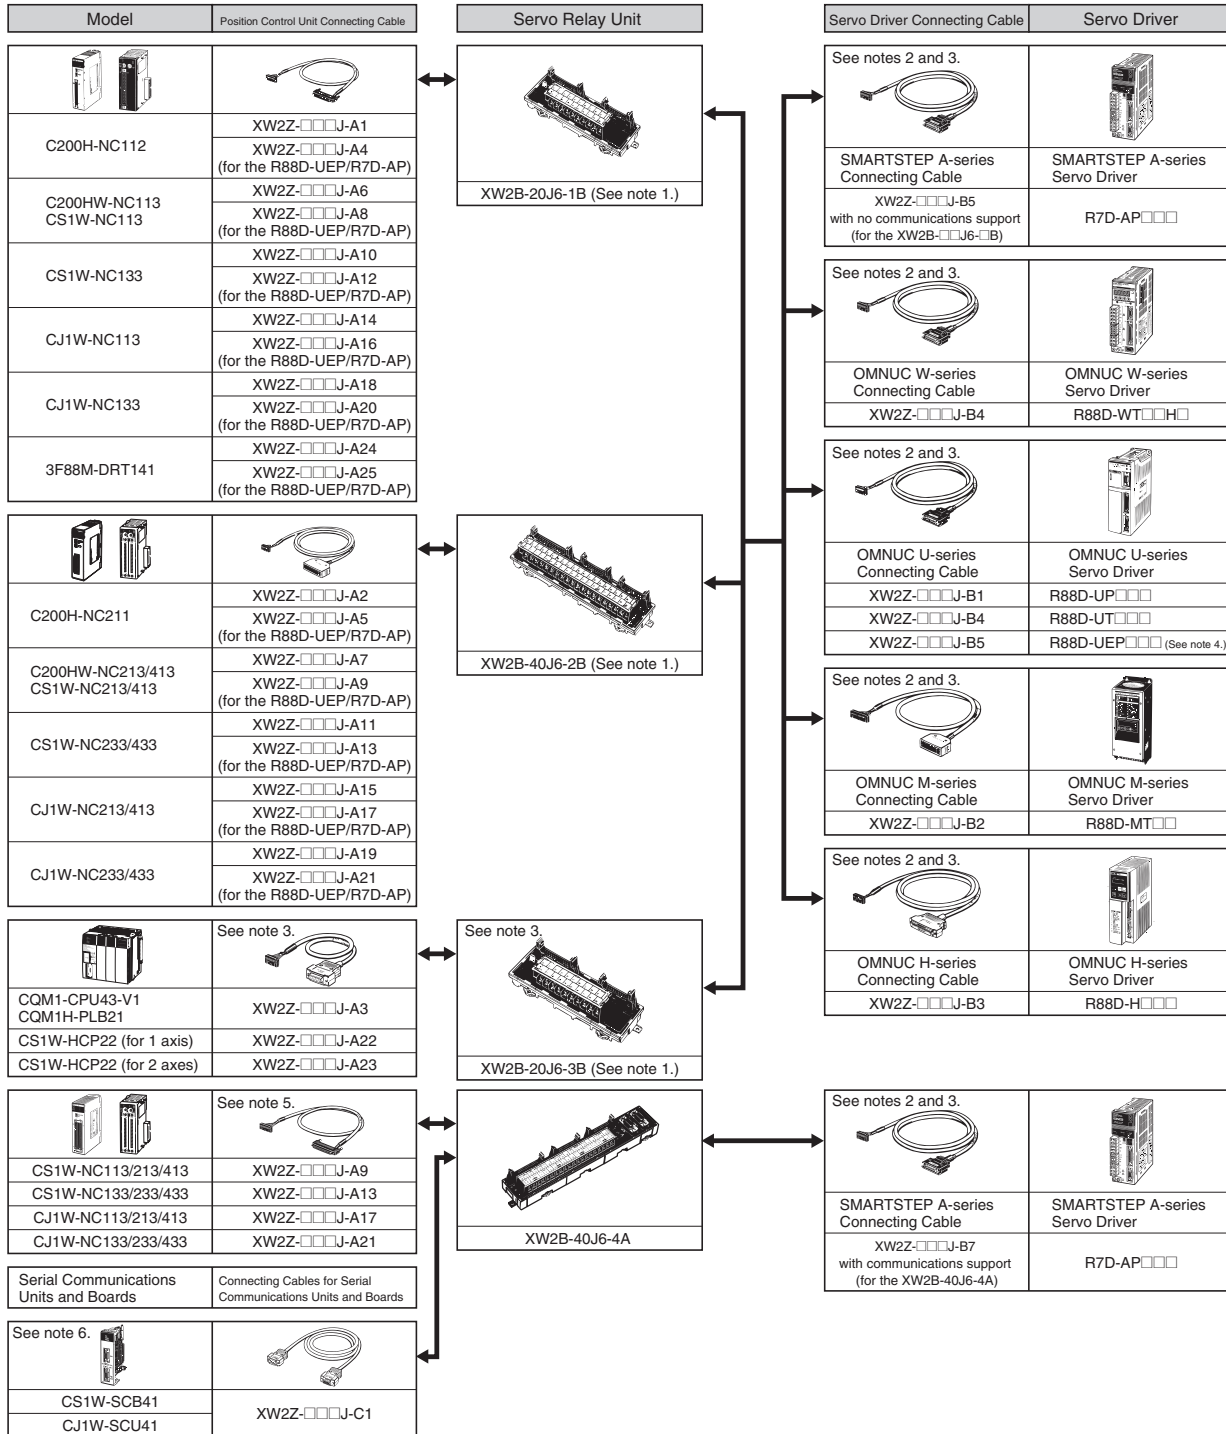 Model
Position Control Unit Connecting Cable
Servo Relay Unit
Servo Driver Connecting Cable
Servo Driver
C200H-NC112
XW2Z-□□□J-A1
XW2Z-□□□J-A4
(for the R88D-UEP/R7D-AP)
C200HW-NC113
CS1W-NC113
XW2Z-□□□J-A6
XW2Z-□□□J-A8
(for the R88D-UEP/R7D-AP)
CS1W-NC133
XW2Z-□□□J-A10
XW2Z-□□□J-A12
(for the R88D-UEP/R7D-AP)
CJ1W-NC113
XW2Z-□□□J-A14
XW2Z-□□□J-A16
(for the R88D-UEP/R7D-AP)
CJ1W-NC133
XW2Z-□□□J-A18
XW2Z-□□□J-A20
(for the R88D-UEP/R7D-AP)
3F88M-DRT141
XW2Z-□□□J-A24
XW2Z-□□□J-A25
(for the R88D-UEP/R7D-AP)
XW2B-20J6-1B (See note 1.)
C200H-NC211
XW2Z-□□□J-A2
XW2Z-□□□J-A5
(for the R88D-UEP/R7D-AP)
C200HW-NC213/413
CS1W-NC213/413
XW2Z-□□□J-A7
XW2Z-□□□J-A9
(for the R88D-UEP/R7D-AP)
CS1W-NC233/433
XW2Z-□□□J-A11
XW2Z-□□□J-A13
(for the R88D-UEP/R7D-AP)
CJ1W-NC213/413
XW2Z-□□□J-A15
XW2Z-□□□J-A17
(for the R88D-UEP/R7D-AP)
CJ1W-NC233/433
XW2Z-□□□J-A19
XW2Z-□□□J-A21
(for the R88D-UEP/R7D-AP)
XW2B-40J6-2B (See note 1.)
See note 3.
CQM1-CPU43-V1
CQM1H-PLB21
XW2Z-□□□J-A3
CS1W-HCP22 (for 1 axis)
XW2Z-□□□J-A22
CS1W-HCP22 (for 2 axes)
XW2Z-□□□J-A23
See note 3.
XW2B-20J6-3B (See note 1.)
See note 5.
CS1W-NC113/213/413
XW2Z-□□□J-A9
CS1W-NC133/233/433
XW2Z-□□□J-A13
CJ1W-NC113/213/413
XW2Z-□□□J-A17
CJ1W-NC133/233/433
XW2Z-□□□J-A21
XW2B-40J6-4A
Serial Communications
Units and Boards
Connecting Cables for Serial
Communications Units and Boards
See note 6.
CS1W-SCB41
CJ1W-SCU41
XW2Z-□□□J-C1
See notes 2 and 3.
SMARTSTEP A-series
Connecting Cable
SMARTSTEP A-series
Servo Driver
XW2Z-□□□J-B5
with no communications support
(for the XW2B-□□J6-□B)
R7D-AP□□□
See notes 2 and 3.
OMNUC W-series
Connecting Cable
OMNUC W-series
Servo Driver
XW2Z-□□□J-B4
R88D-WT□□H□
See notes 2 and 3.
OMNUC U-series
Connecting Cable
OMNUC U-series
Servo Driver
XW2Z-□□□J-B1
R88D-UP□□□
XW2Z-□□□J-B4
R88D-UT□□□
XW2Z-□□□J-B5
R88D-UEP□□□ (See note 4.)
See notes 2 and 3.
OMNUC M-series
Connecting Cable
OMNUC M-series
Servo Driver
XW2Z-□□□J-B2
R88D-MT□□
See notes 2 and 3.
OMNUC H-series
Connecting Cable
OMNUC H-series
Servo Driver
XW2Z-□□□J-B3
R88D-H□□□
See notes 2 and 3.
SMARTSTEP A-series
Connecting Cable
SMARTSTEP A-series
Servo Driver
XW2Z-□□□J-B7
with communications support
(for the XW2B-40J6-4A)
R7D-AP□□□